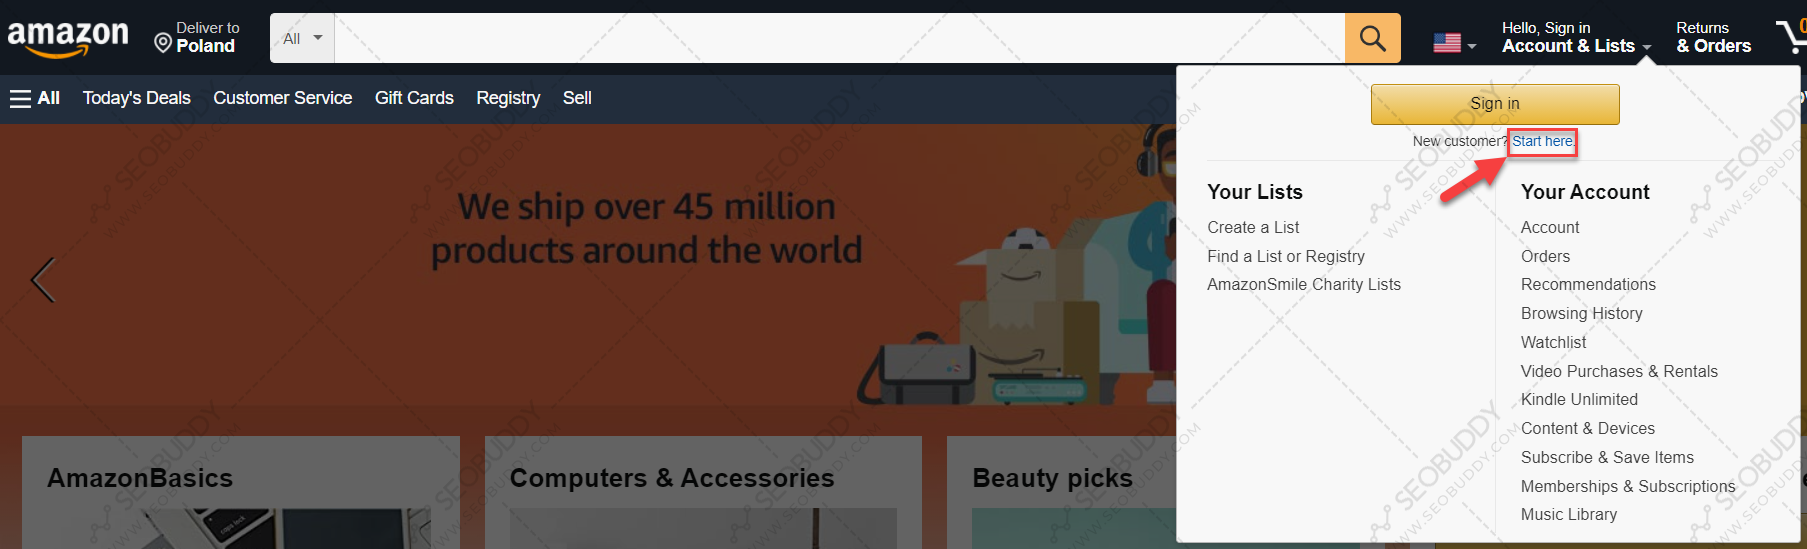 amazon
Deliver to
Poland
All
Hello, Sign in
Account & Lists
Returns
& Orders
0
All
Today's Deals
Customer Service
Gift Cards
Registry
Sell
Sign in
New customer? Start here.
We ship over 45 million
products around the world
Your Lists
Create a List
Find a List or Registry
AmazonSmile Charity Lists
Your Account
Account
Orders
Recommendations
Browsing History
Watchlist
Video Purchases & Rentals
Kindle Unlimited
Content & Devices
Subscribe & Save Items
Memberships & Subscriptions
Music Library
AmazonBasics
Computers & Accessories
Beauty picks
caps lock
SEOBUDDY
WWW.SEOBUDDY.COM